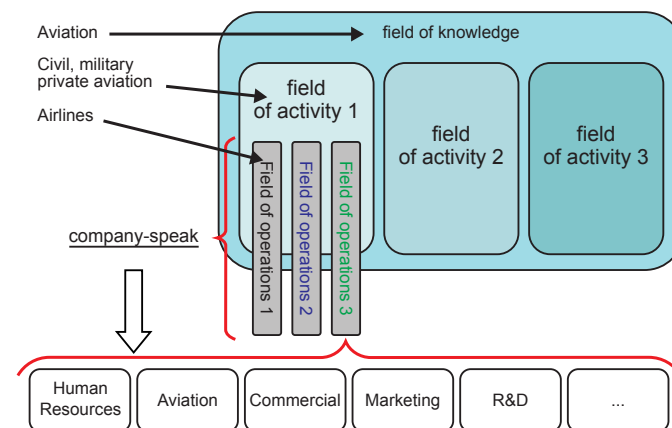 Aviation
field of knowledge
Civil, military
private aviation
Airlines
field
of activity 1
field
of activity 2
field
of activity 3
Field of operations 1
Field of operations 2
Field of operations 3
company-speak
Human
Resources
Aviation
Commercial
Marketing
R&D
...